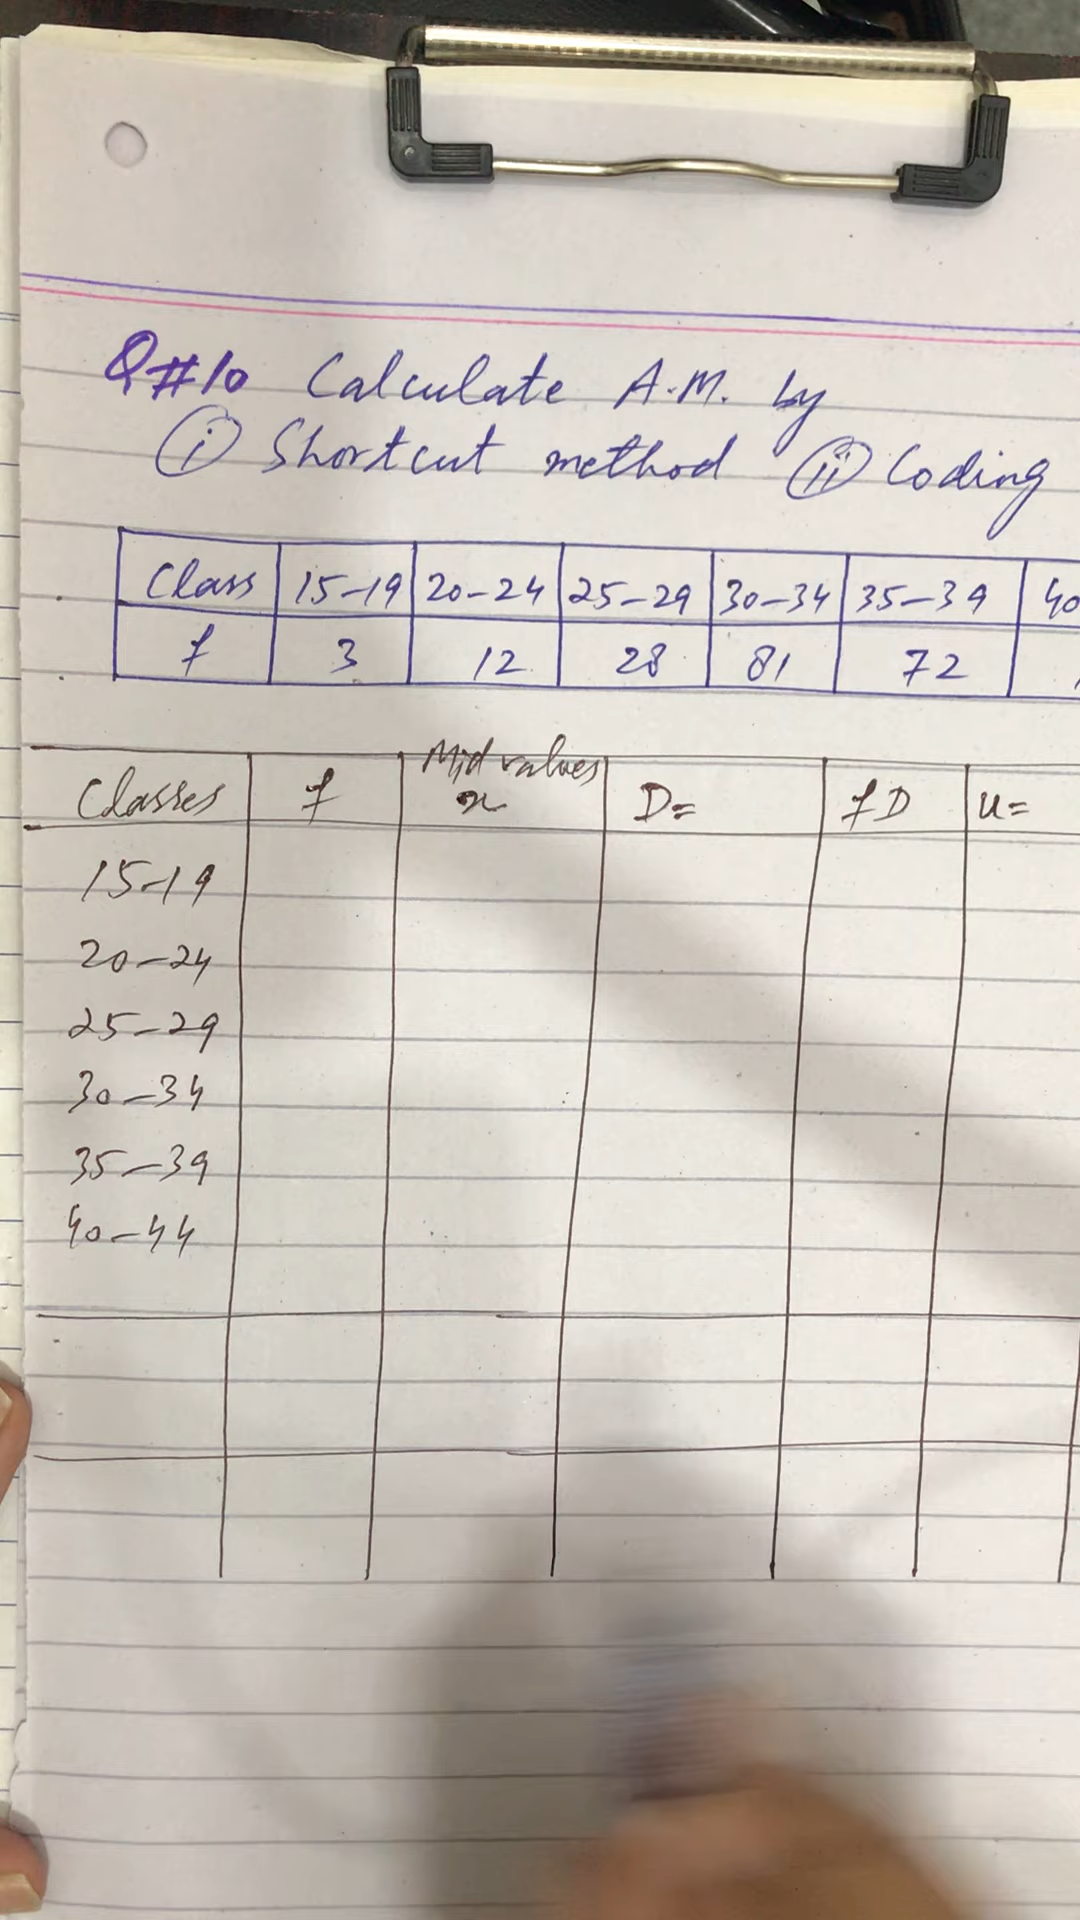 Q#10 Calculate A.M. by
(i) Shortcut method (ii) Coding
Class 15-19 20-24 25-29 30-34 35-39 40
f 3 12 28 81 72
Classes f Mid values x D= fD u=
15-19
20-24
25-29
30-34
35-39
40-44